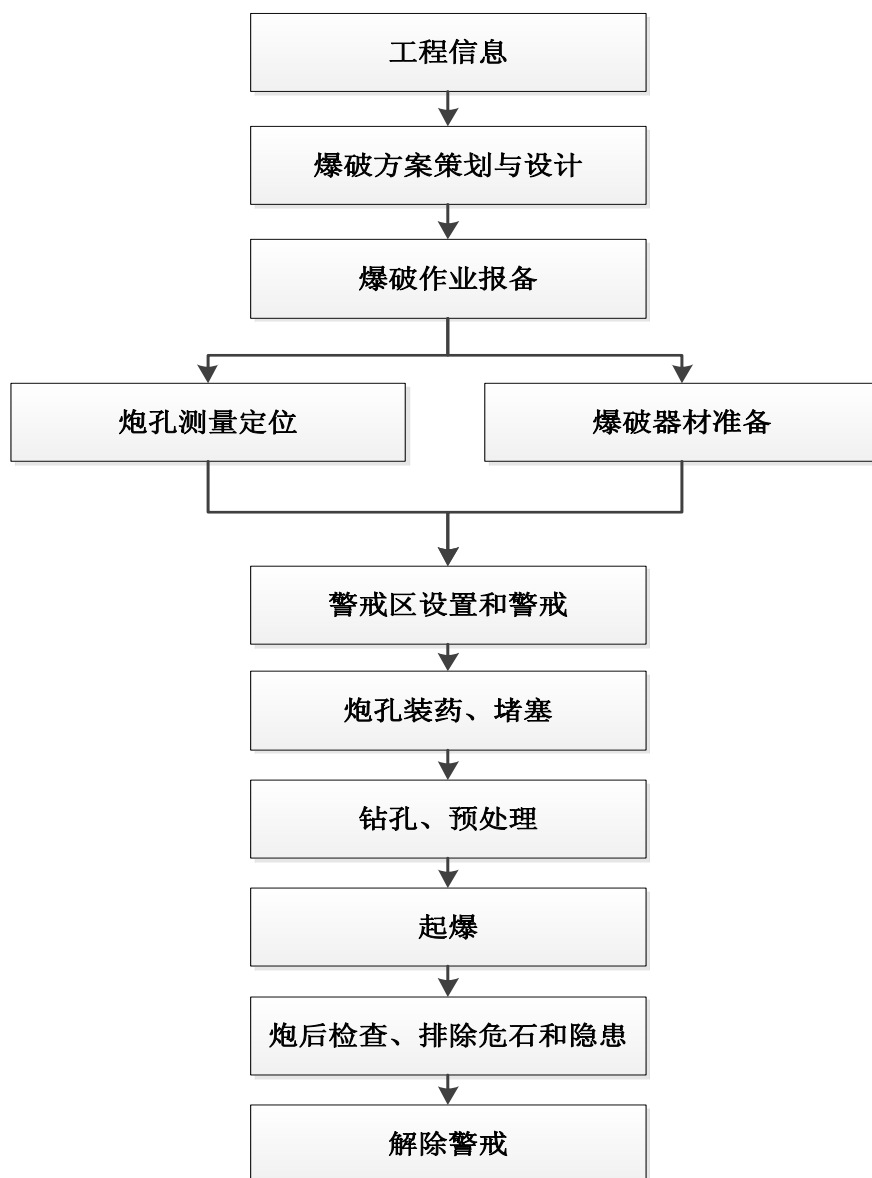 工程信息
爆破方案策划与设计
爆破作业报备
炮孔测量定位
爆破器材准备
警戒区设置和警戒
炮孔装药、堵塞
钻孔、预处理
起爆
炮后检查、排除危石和隐患
解除警戒